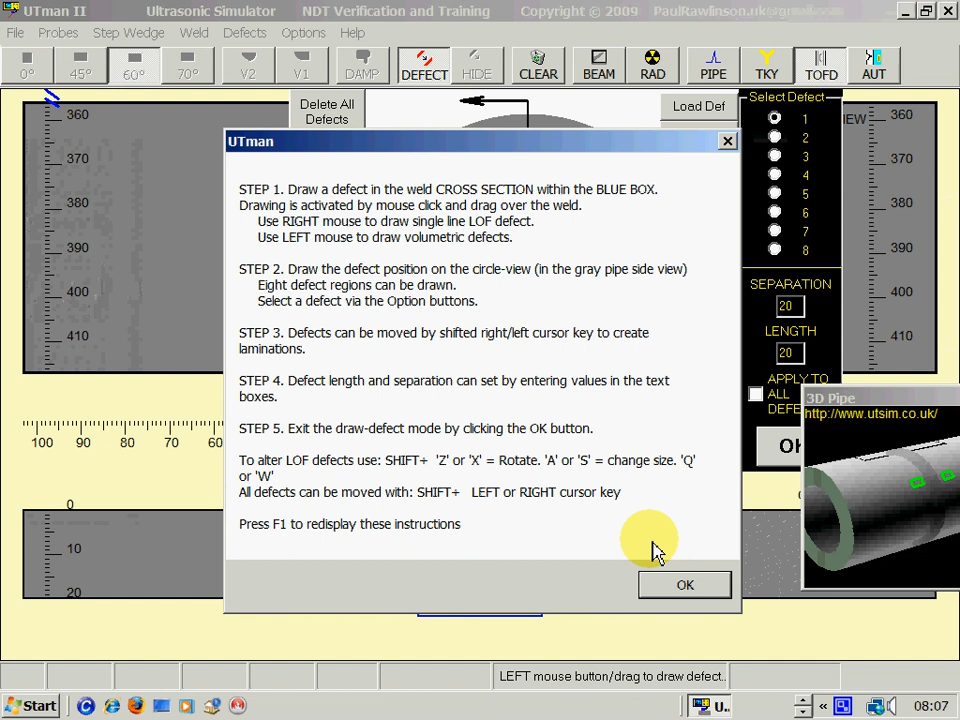 UTman II Ultrasonic Simulator NDT Verification and Training Copyright © 2009
File Probes Step Wedge Weld Defects Options Help
0° 45° 60° 70° V2 V1 DAMP DEFECT HIDE CLEAR BEAM RAD PIPE TKY TOFD AUT
Delete All
Defects
Load Def
Select Defect
1
2
3
4
5
6
7
8
360
370
380
390
400
410
IEW
360
370
380
390
400
410
UTman
STEP 1. Draw a defect in the weld CROSS SECTION within the BLUE BOX.
Drawing is activated by mouse click and drag over the weld.
Use RIGHT mouse to draw single line LOF defect.
Use LEFT mouse to draw volumetric defects.
STEP 2. Draw the defect position on the circle-view (in the gray pipe side view)
Eight defect regions can be drawn.
Select a defect via the Option buttons.
STEP 3. Defects can be moved by shifted right/left cursor key to create
laminations.
STEP 4. Defect length and separation can set by entering values in the text
boxes.
STEP 5. Exit the draw-defect mode by clicking the OK button.
To alter LOF defects use: SHIFT+ 'Z' or 'X' = Rotate. 'A' or 'S' = change size. 'Q'
or 'W'
All defects can be moved with: SHIFT+ LEFT or RIGHT cursor key
Press F1 to redisplay these instructions
OK
SEPARATION
20
LENGTH
20
APPLY TO
ALL
DEFE
OK
3D Pipe
http://www.utsim.co.uk/
100 90 80 70 60
0
10
20
LEFT mouse button/drag to draw defect..
Start
U..
«
08:07